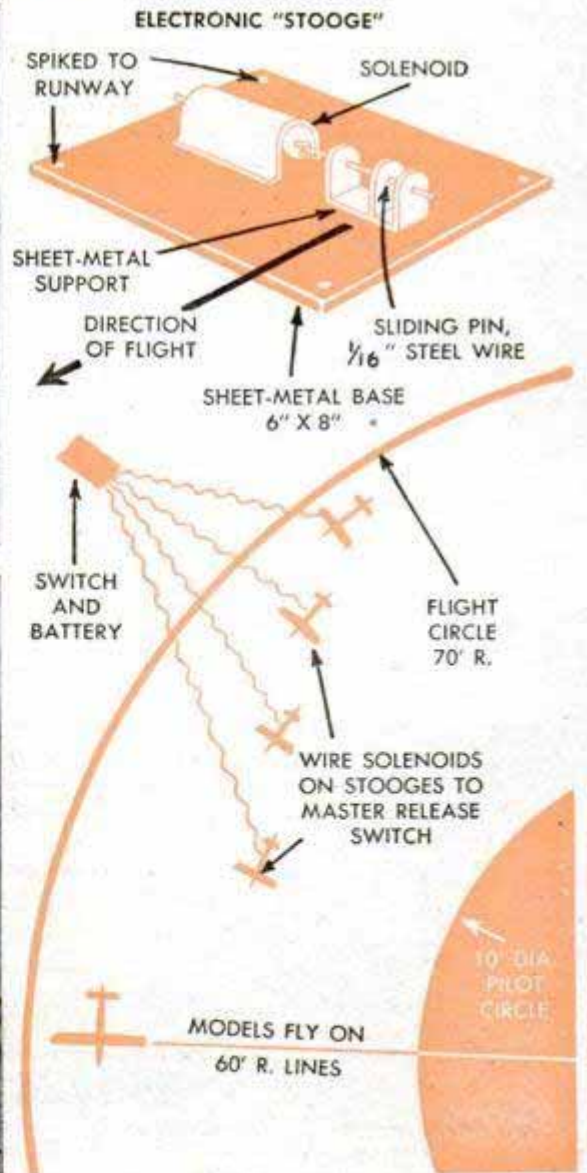 ELECTRONIC "STOOGE"
SPIKED TO
RUNWAY
SOLENOID
SHEET-METAL
SUPPORT
DIRECTION
OF FLIGHT
SLIDING PIN,
1/16" STEEL WIRE
SHEET-METAL BASE
6" X 8"
SWITCH
AND
BATTERY
FLIGHT
CIRCLE
70' R.
WIRE SOLENOIDS
ON STOOGES TO
MASTER RELEASE
SWITCH
10' DIA
PILOT
CIRCLE
MODELS FLY ON
60' R. LINES